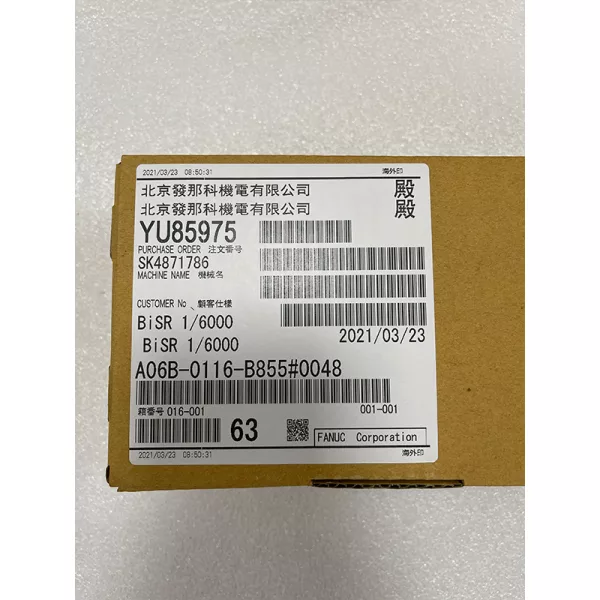 2021/03/23 08:50:31 海外印
北京發那科機電有限公司 殿
北京發那科機電有限公司 殿
YU85975
PURCHASE ORDER 注文番号
SK4871786
MACHINE NAME 機械名
CUSTOMER No 、顧客仕様
BiSR 1/6000
2021/03/23
BiSR 1/6000
A06B-0116-B855#0048
箱番号 016-001 001-001
63
FANUC Corporation
2021/03/23 08:50:31 海外印